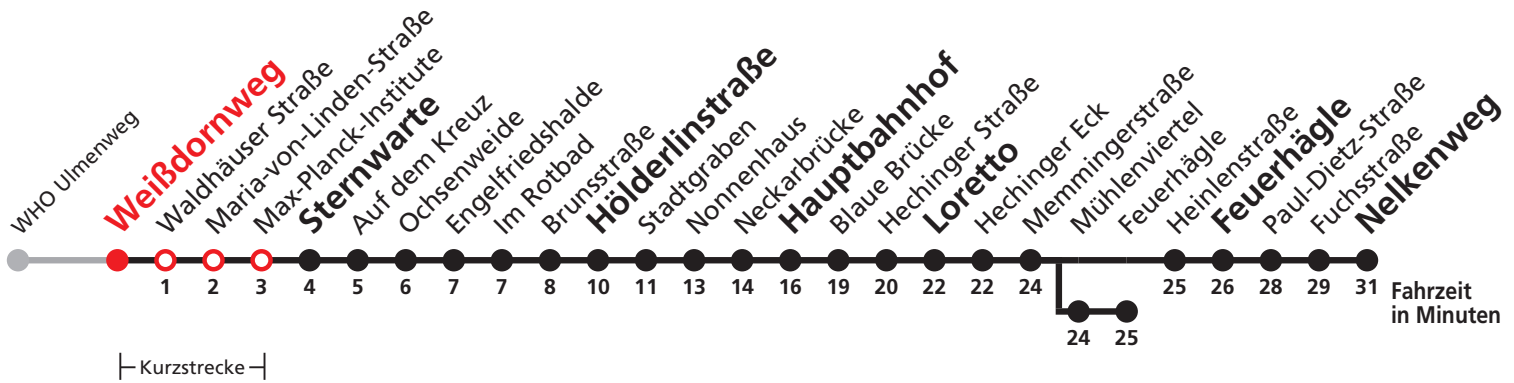 WHO Ulmenweg
Weißdornweg
Waldhäuser Straße
Maria-von-Linden-Straße
Max-Planck-Institute
Sternwarte
Auf dem Kreuz
Ochsenweide
Engelfriedshalde
Im Rotbad
Brunsstraße
Hölderlinstraße
Stadtgraben
Nonnenhaus
Neckarbrücke
Hauptbahnhof
Blaue Brücke
Hechinger Straße
Loretto
Hechinger Eck
Memmingerstraße
Mühlenviertel
Feuerhägle
Heinlenstraße
Feuerhägle
Paul-Dietz-Straße
Fuchsstraße
Nelkenweg
1 2 3 4 5 6 7 7 8 10 11 13 14 16 19 20 22 22 24 25 26 28 29 31
Fahrzeit
in Minuten
24 25
Kurzstrecke